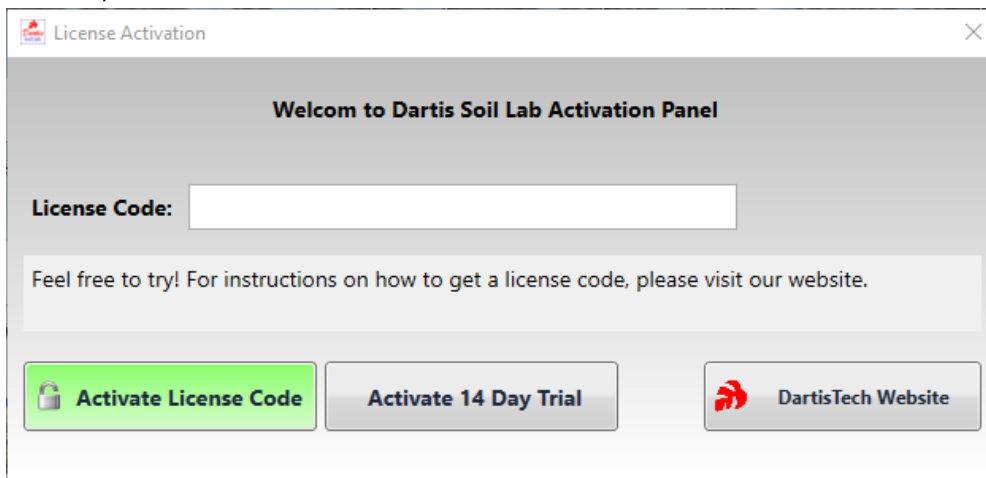 License Activation
Welcom to Dartis Soil Lab Activation Panel
License Code:
Feel free to try! For instructions on how to get a license code, please visit our website.
Activate License Code
Activate 14 Day Trial
DartisTech Website